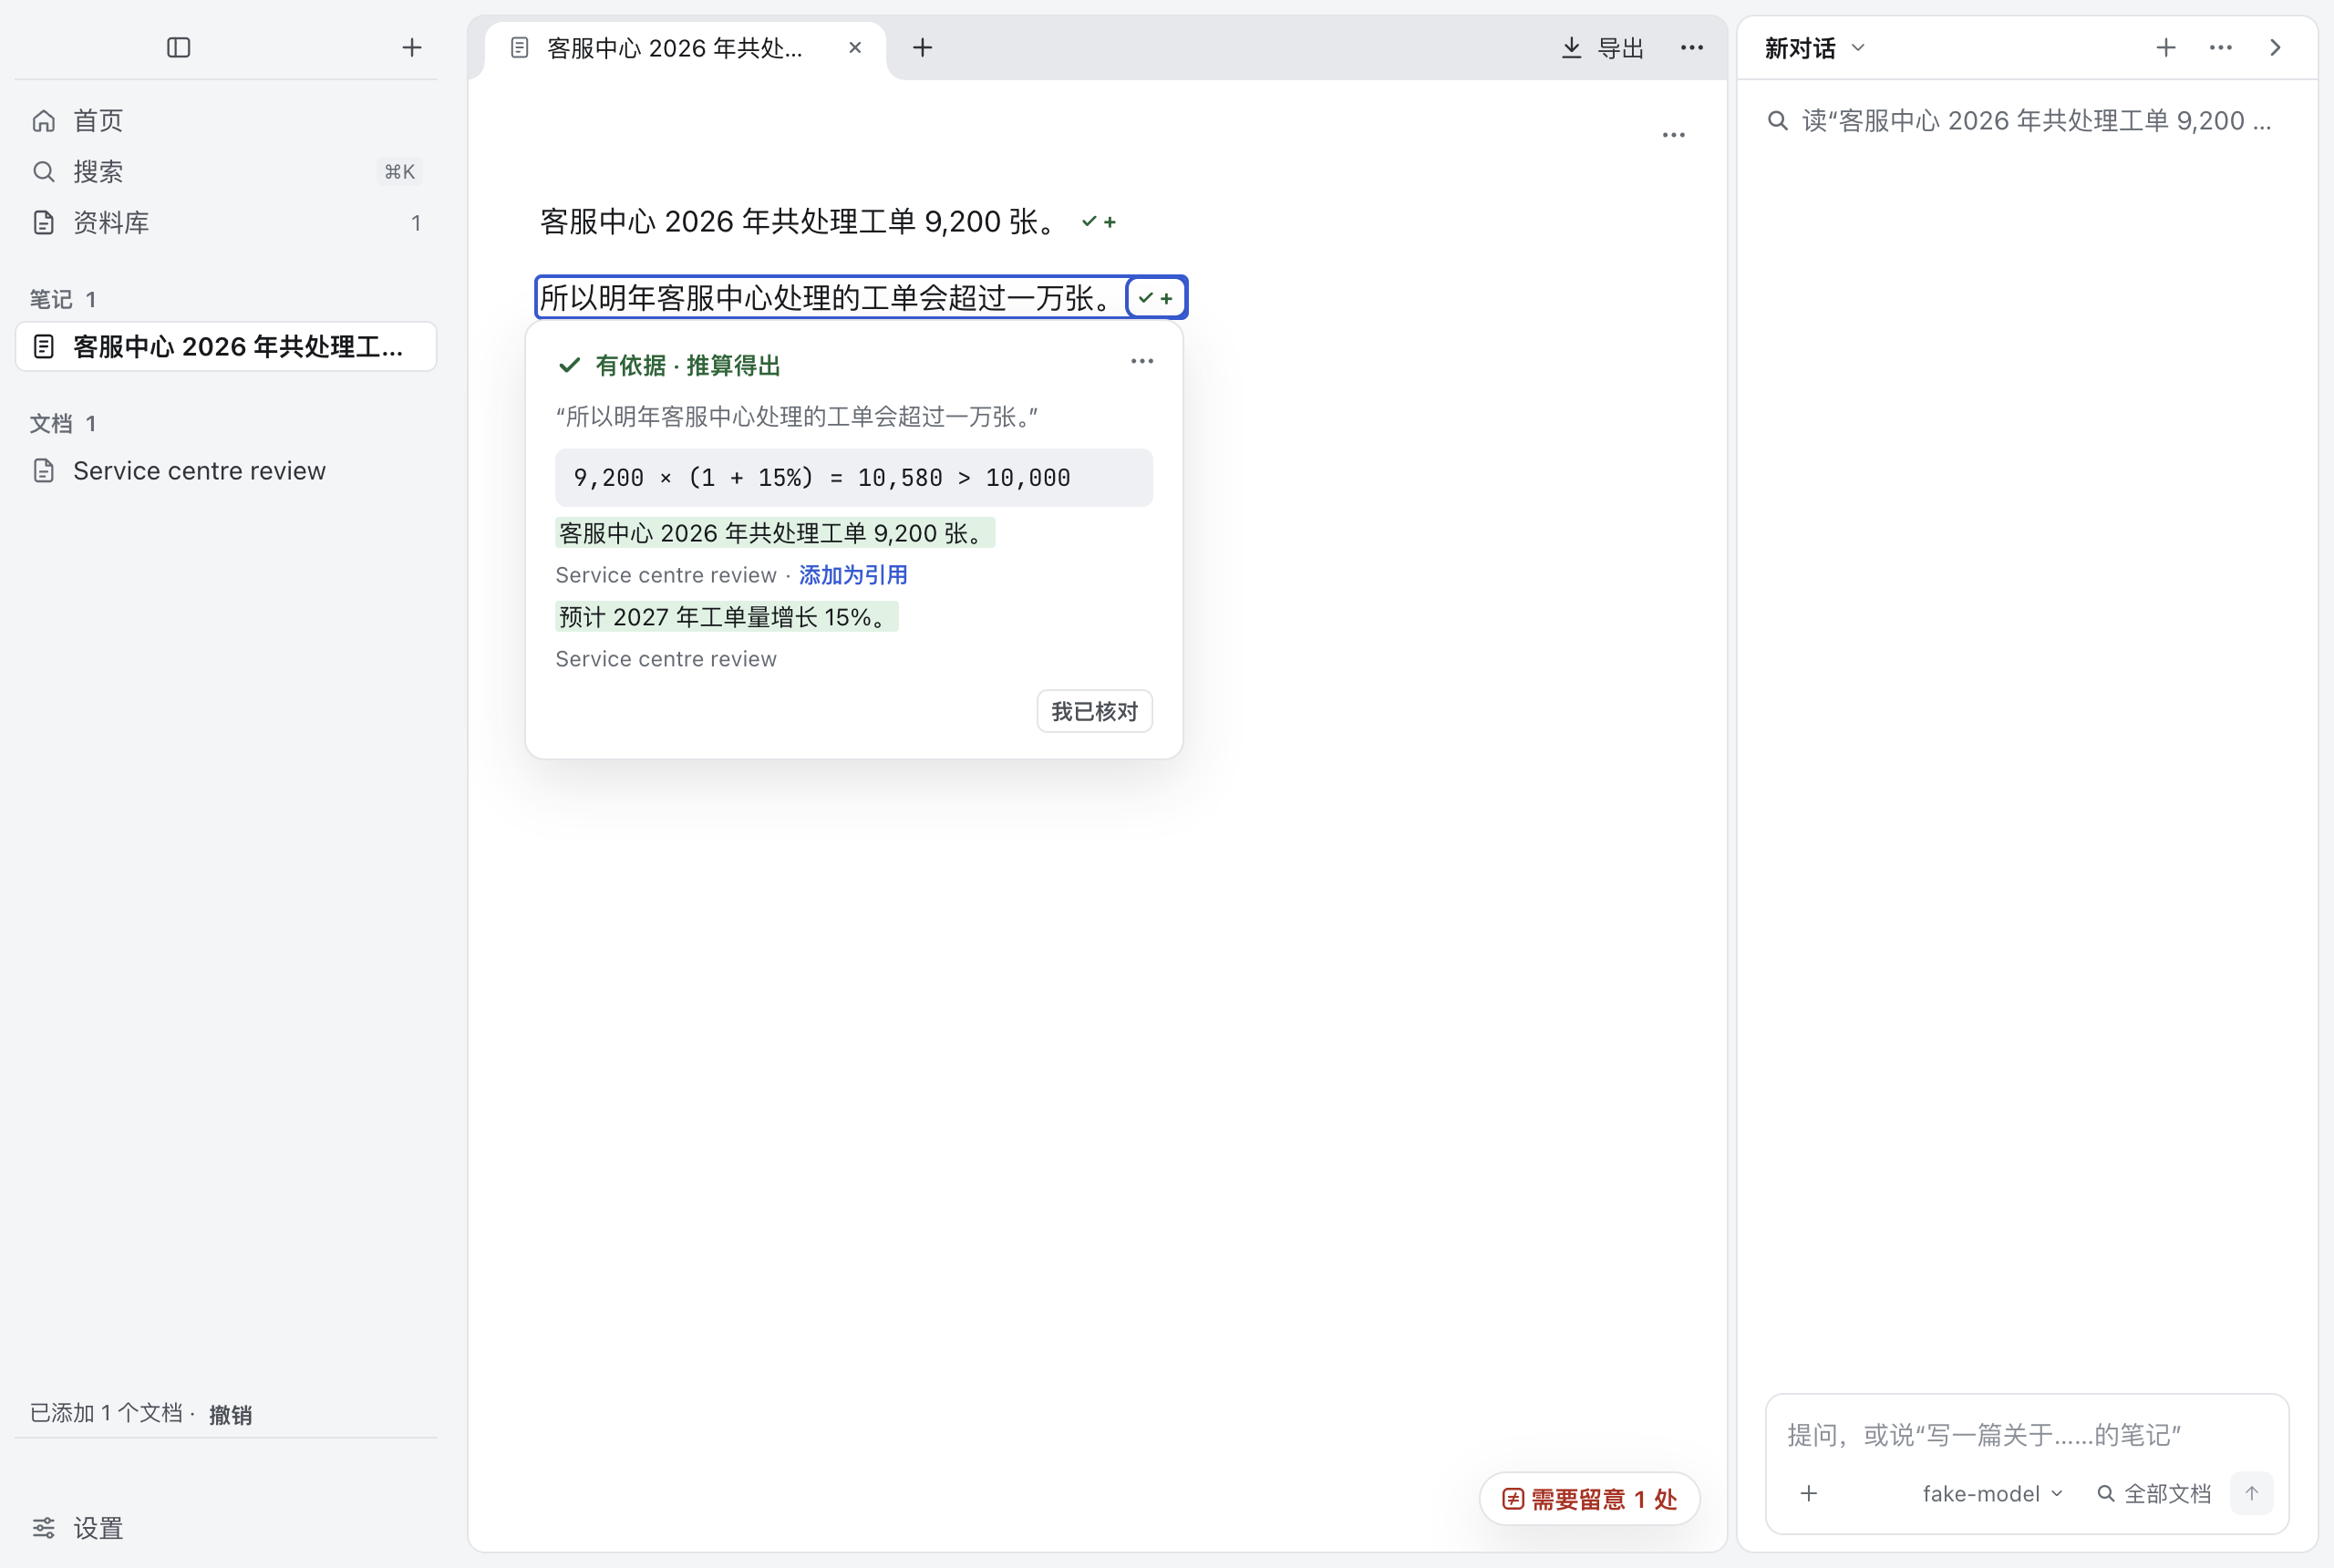 首页
搜索 ⌘K
资料库 1
笔记 1
客服中心 2026 年共处理工...
文档 1
Service centre review
已添加 1 个文档 · 撤销
设置
客服中心 2026 年共处...
导出
客服中心 2026 年共处理工单 9,200 张。
所以明年客服中心处理的工单会超过一万张。
有依据 · 推算得出
“所以明年客服中心处理的工单会超过一万张。”
9,200 × (1 + 15%) = 10,580 > 10,000
客服中心 2026 年共处理工单 9,200 张。
Service centre review · 添加为引用
预计 2027 年工单量增长 15%。
Service centre review
我已核对
需要留意 1 处
新对话
读“客服中心 2026 年共处理工单 9,200 ...
提问，或说“写一篇关于……的笔记”
fake-model 全部文档